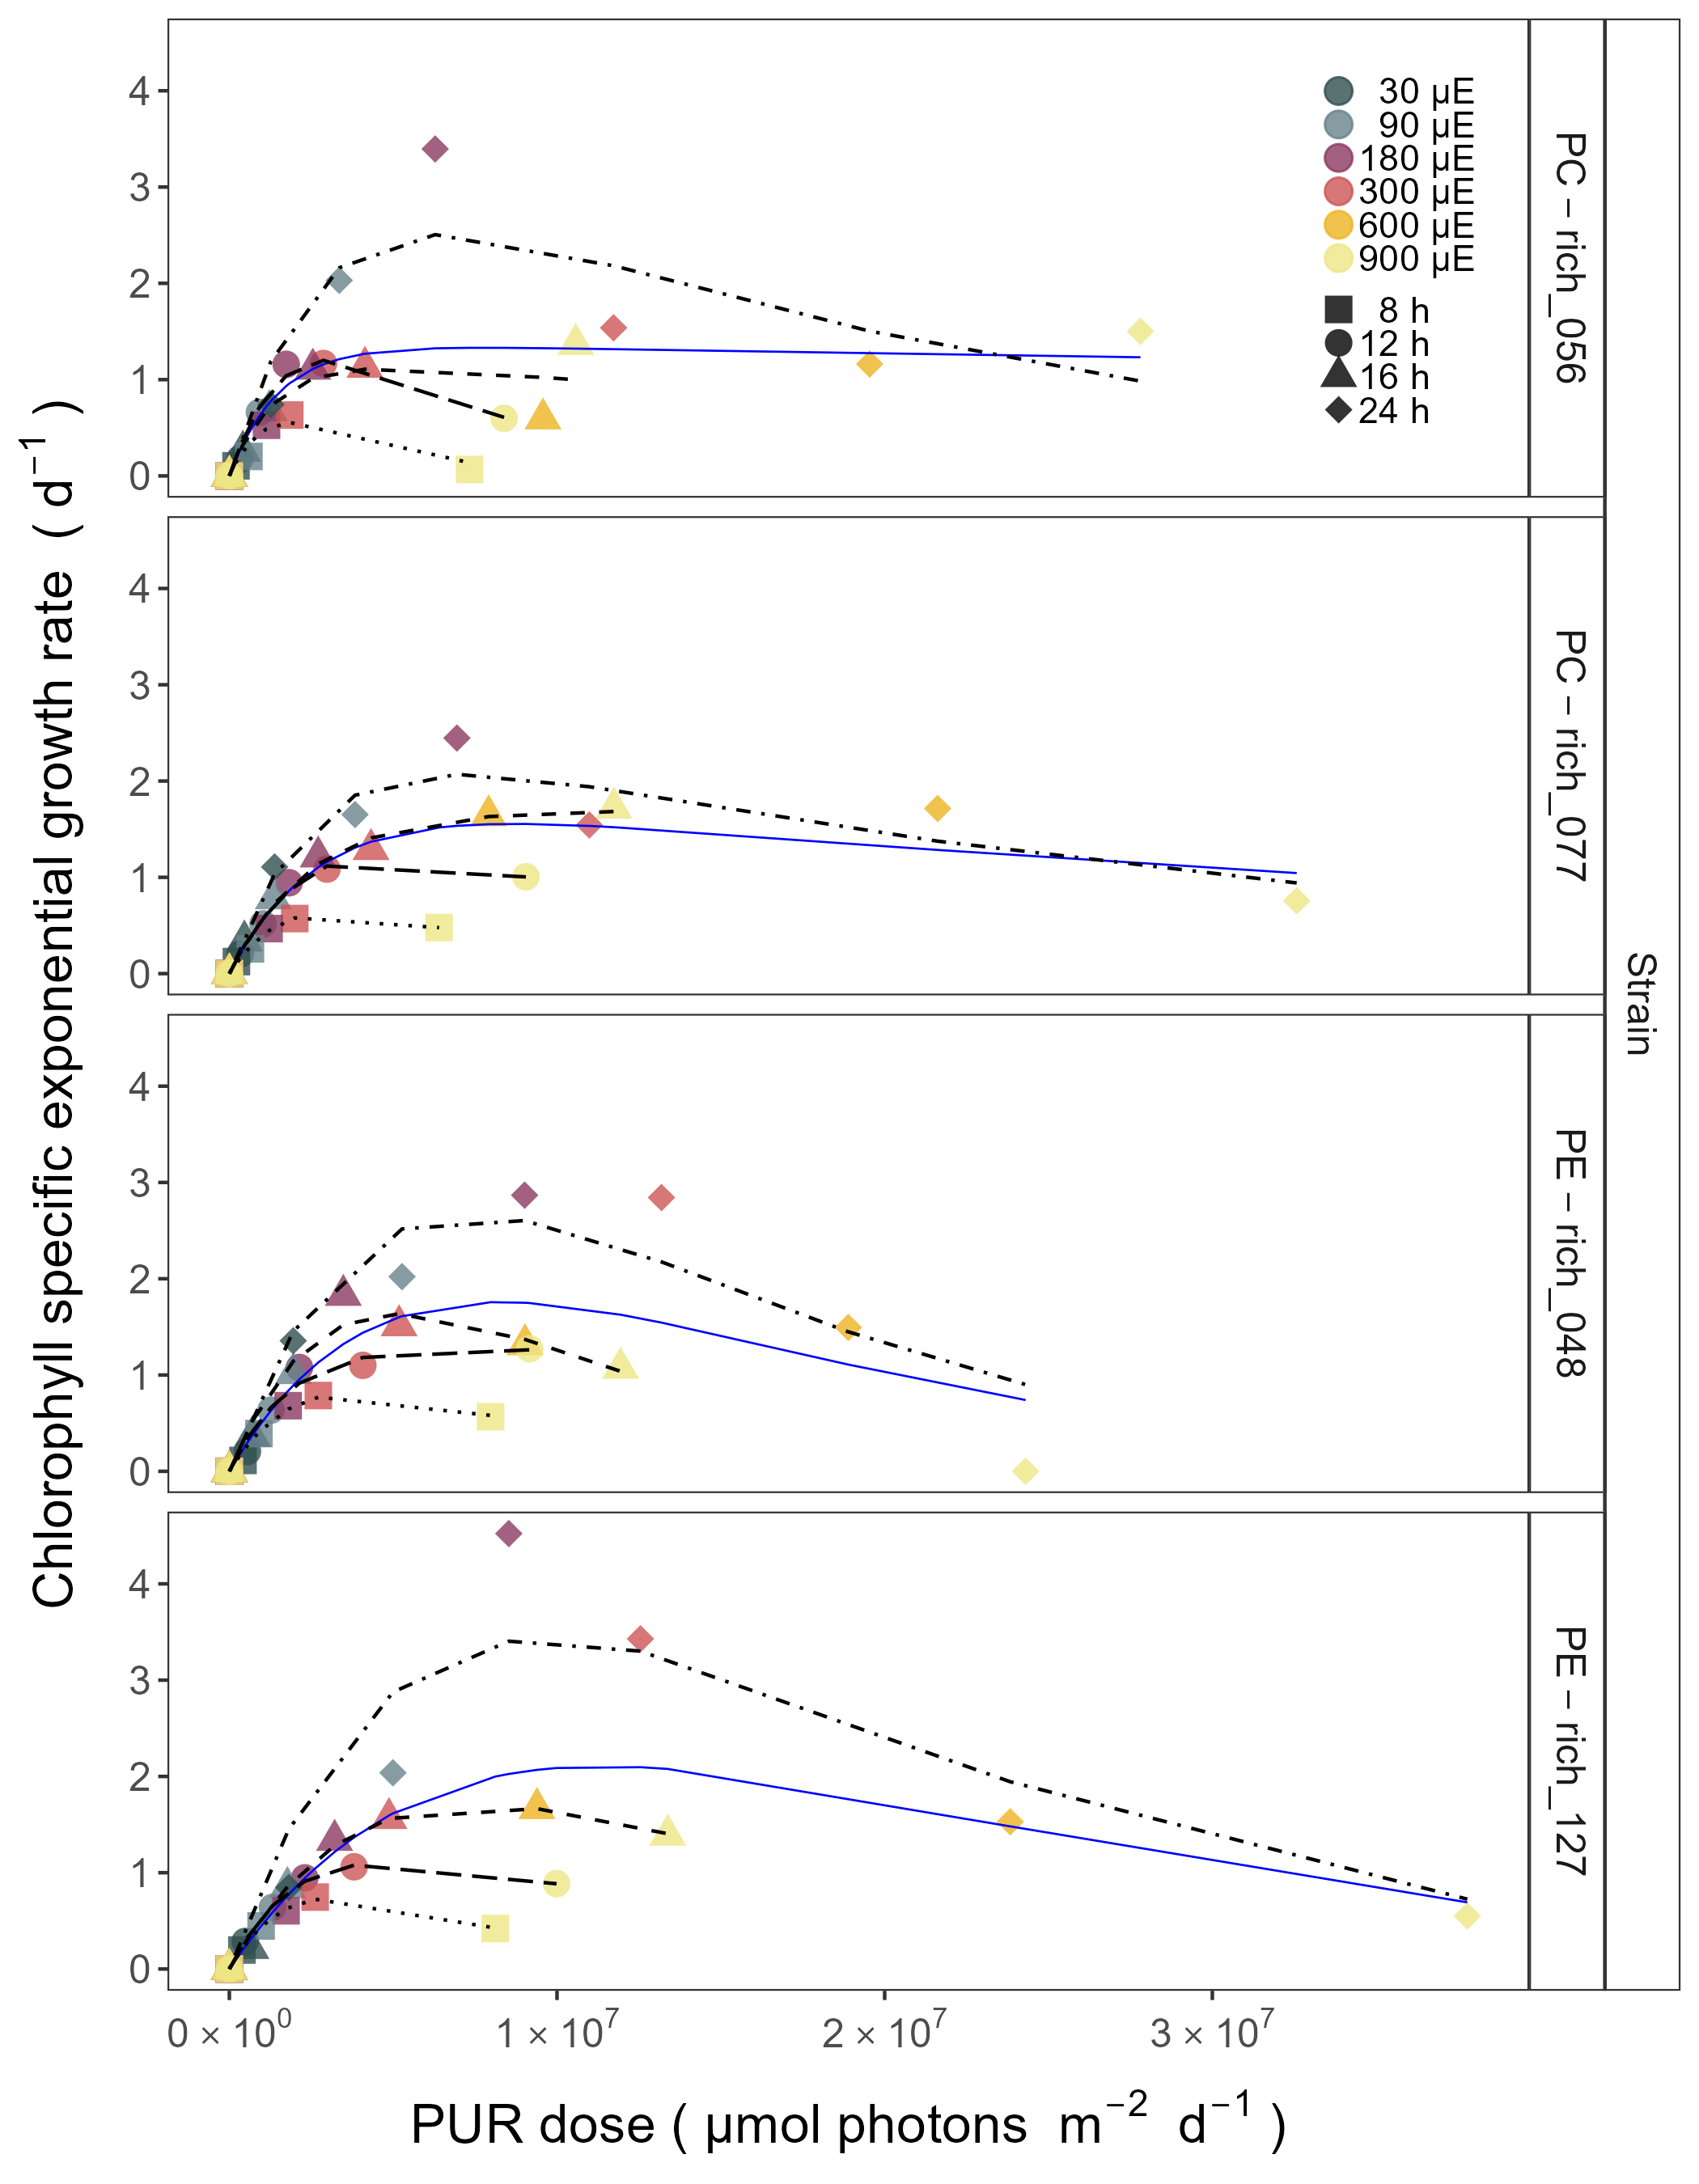 Chlorophyll specific exponential growth rate ( d⁻¹ )
4
3
2
1
0
30 µE
90 µE
180 µE
300 µE
600 µE
900 µE
8 h
12 h
16 h
24 h
PC − rich_056
4
3
2
1
0
PC − rich_077
4
3
2
1
0
PE − rich_048
4
3
2
1
0
PE − rich_127
Strain
0 × 10⁰
1 × 10⁷
2 × 10⁷
3 × 10⁷
PUR dose ( µmol photons m⁻² d⁻¹ )